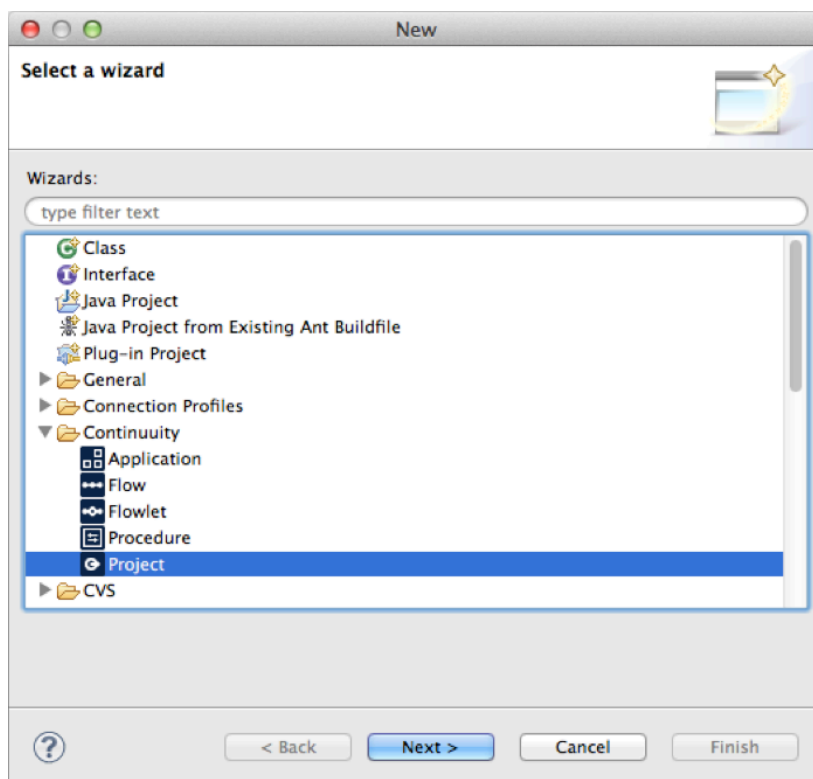 New
Select a wizard
Wizards:
type filter text
Class
Interface
Java Project
Java Project from Existing Ant Buildfile
Plug-in Project
General
Connection Profiles
Continuuity
Application
Flow
Flowlet
Procedure
Project
CVS
? < Back Next > Cancel Finish